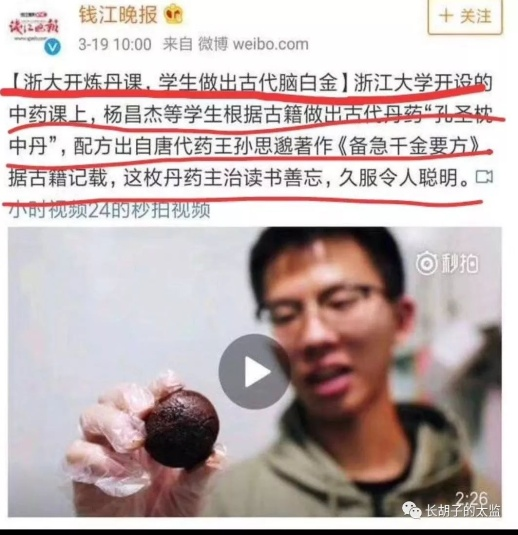 钱江晚报
钱江晚报
3-19 10:00 来自 微博 weibo.com
+ 关注
【浙大开炼丹课，学生做出古代脑白金】浙江大学开设的
中药课上，杨昌杰等学生根据古籍做出古代丹药“孔圣枕
中丹”，配方出自唐代药王孙思邈著作《备急千金要方》。
据古籍记载，这枚丹药主治读书善忘，久服令人聪明。
小时视频24的秒拍视频
秒拍
2:26
长胡子的太监